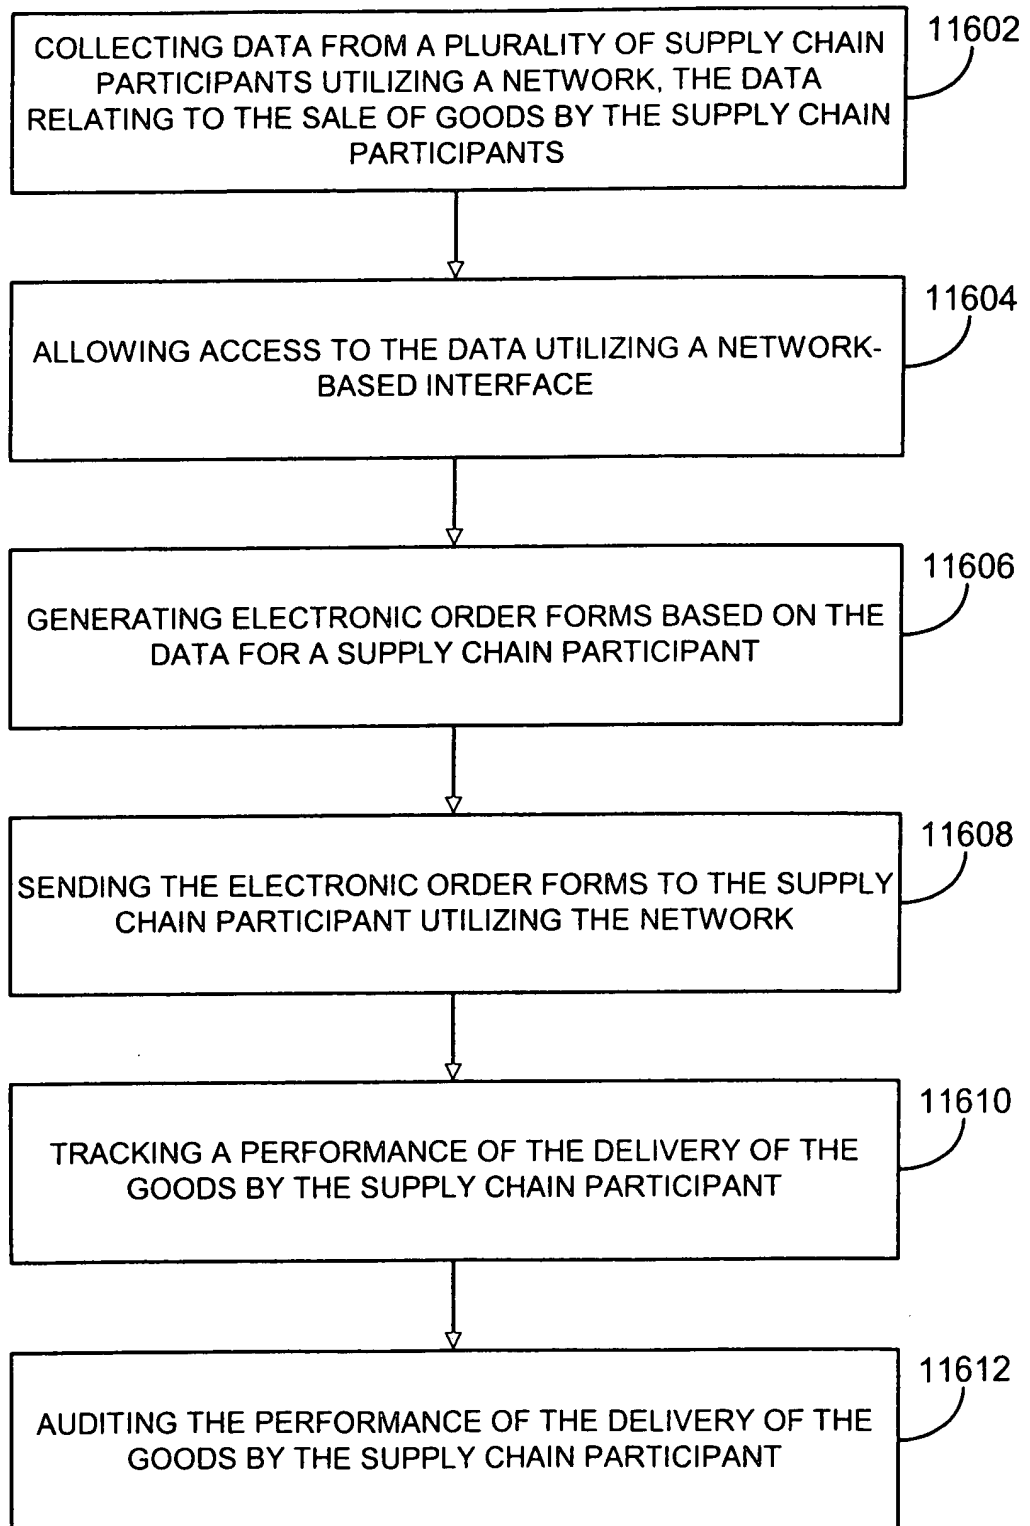 COLLECTING DATA FROM A PLURALITY OF SUPPLY CHAIN
PARTICIPANTS UTILIZING A NETWORK, THE DATA
RELATING TO THE SALE OF GOODS BY THE SUPPLY CHAIN
PARTICIPANTS
11602
ALLOWING ACCESS TO THE DATA UTILIZING A NETWORK-
BASED INTERFACE
11604
GENERATING ELECTRONIC ORDER FORMS BASED ON THE
DATA FOR A SUPPLY CHAIN PARTICIPANT
11606
SENDING THE ELECTRONIC ORDER FORMS TO THE SUPPLY
CHAIN PARTICIPANT UTILIZING THE NETWORK
11608
TRACKING A PERFORMANCE OF THE DELIVERY OF THE
GOODS BY THE SUPPLY CHAIN PARTICIPANT
11610
AUDITING THE PERFORMANCE OF THE DELIVERY OF THE
GOODS BY THE SUPPLY CHAIN PARTICIPANT
11612